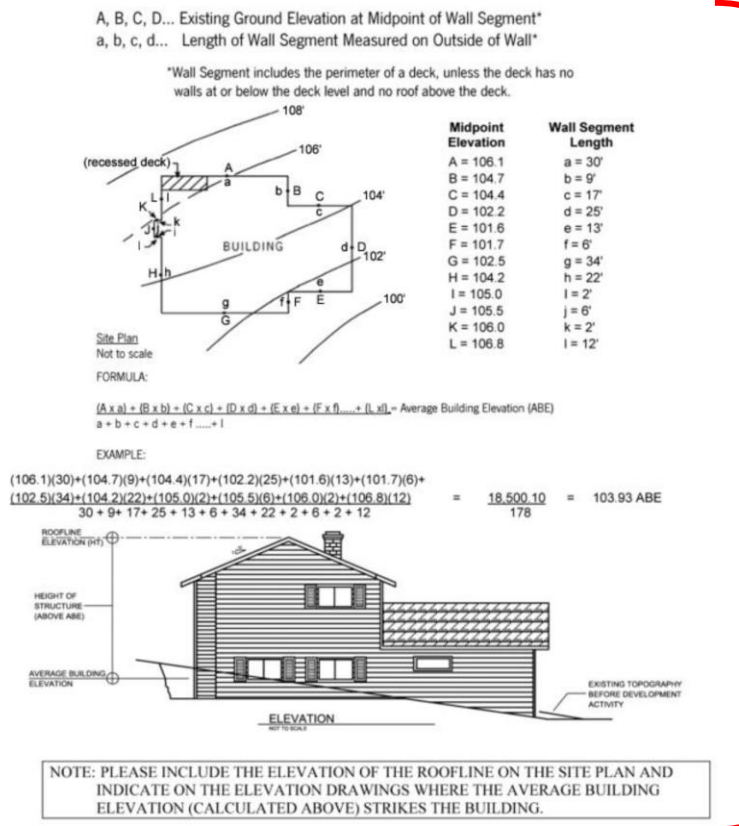 A, B, C, D... Existing Ground Elevation at Midpoint of Wall Segment*
a, b, c, d... Length of Wall Segment Measured on Outside of Wall*
*Wall Segment includes the perimeter of a deck, unless the deck has no
walls at or below the deck level and no roof above the deck.
108'
106'
(recessed deck)
A
a
b B
C
c
104'
L l
K
k
J j
i
I
BUILDING
d D
102'
H h
e
E
f F
100'
g
G
Midpoint Elevation
Wall Segment Length
A = 106.1 a = 30'
B = 104.7 b = 9'
C = 104.4 c = 17'
D = 102.2 d = 25'
E = 101.6 e = 13'
F = 101.7 f = 6'
G = 102.5 g = 34'
H = 104.2 h = 22'
I = 105.0 I = 2'
J = 105.5 j = 6'
K = 106.0 k = 2'
L = 106.8 l = 12'
Site Plan
Not to scale
FORMULA:
(A x a) + (B x b) + (C x c) + (D x d) + (E x e) + (F x f).....+ (L xl) = Average Building Elevation (ABE)
a + b + c + d + e + f .....+ l
EXAMPLE:
(106.1)(30)+(104.7)(9)+(104.4)(17)+(102.2)(25)+(101.6)(13)+(101.7)(6)+
(102.5)(34)+(104.2)(22)+(105.0)(2)+(105.5)(6)+(106.0)(2)+(106.8)(12) = 18,500.10 = 103.93 ABE
30 + 9+ 17+ 25 + 13 + 6 + 34 + 22 + 2 + 6 + 2 + 12 178
ROOFLINE
ELEVATION (HT)
HEIGHT OF
STRUCTURE
(ABOVE ABE)
AVERAGE BUILDING
ELEVATION
EXISTING TOPOGRAPHY
BEFORE DEVELOPMENT
ACTIVITY
ELEVATION
NOT TO SCALE
NOTE: PLEASE INCLUDE THE ELEVATION OF THE ROOFLINE ON THE SITE PLAN AND
INDICATE ON THE ELEVATION DRAWINGS WHERE THE AVERAGE BUILDING
ELEVATION (CALCULATED ABOVE) STRIKES THE BUILDING.